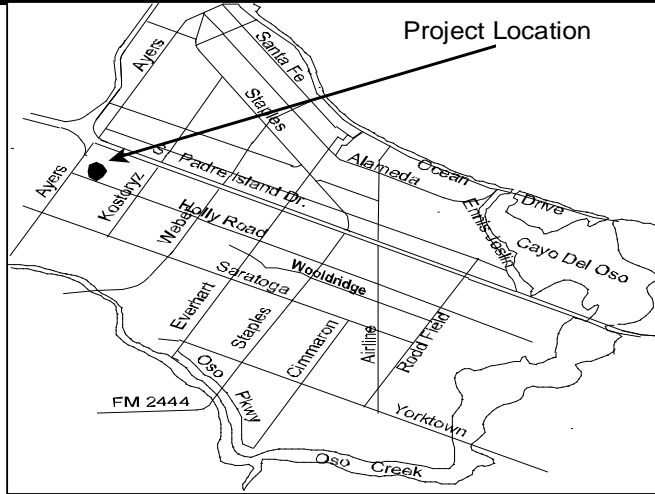 Project Location
Ayers
Santa Fe
Staples
Alameda
Ocean
Drive
Ennis Joslin
Cayo Del Oso
S.
Padre Island Dr.
Ayers
Kostoryz
Weber
Holly Road
Saratoga
Wooldridge
Everhart
Staples
Cimmaron
Airline
Rodd Field
Oso
Pkwy
FM 2444
Yorktown
Oso Creek